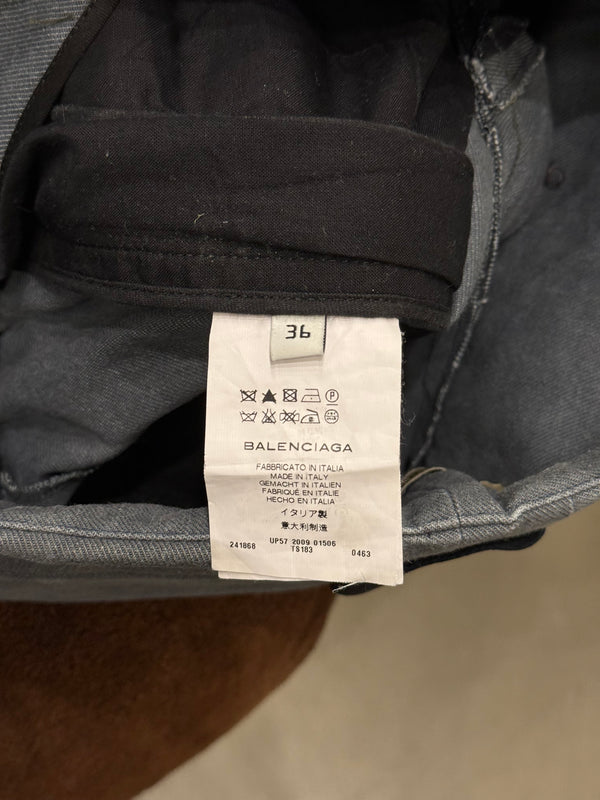 36
P
BALENCIAGA
FABBRICATO IN ITALIA
MADE IN ITALY
GEMACHT IN ITALIEN
FABRIQUÉ EN ITALIE
HECHO EN ITALIA
イタリア製
意大利制造
241868 UP57 2009 01506 0463
TS183